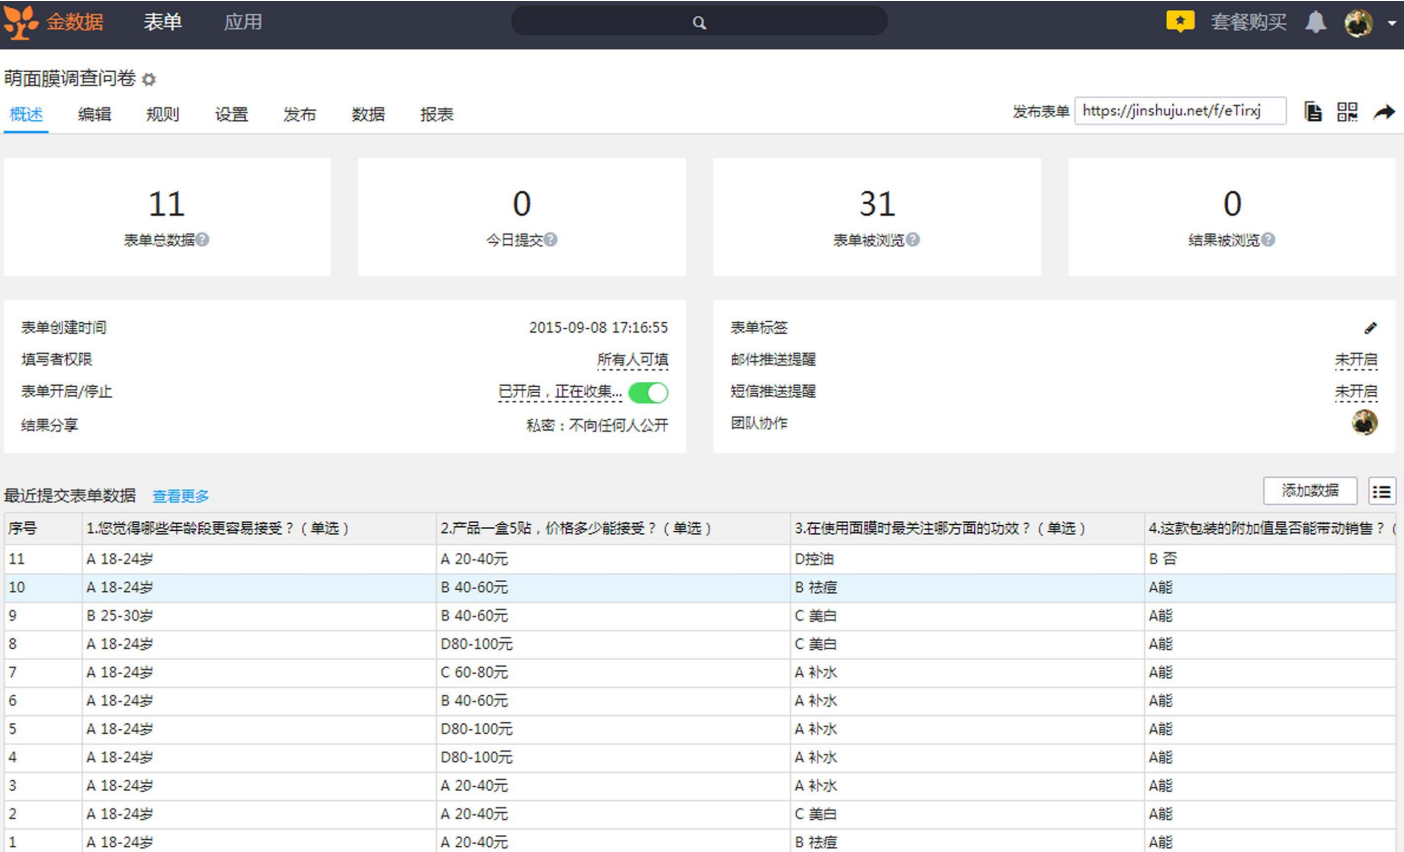 金数据 表单 应用 套餐购买
萌面膜调查问卷
概述 编辑 规则 设置 发布 数据 报表 发布表单 https://jinshuju.net/f/eTirxj
11 0 31 0
表单总数据? 今日提交? 表单被浏览? 结果被浏览?
表单创建时间 2015-09-08 17:16:55 表单标签
填写者权限 所有人可填 邮件推送提醒 未开启
表单开启/停止 已开启，正在收集... 短信推送提醒 未开启
结果分享 私密：不向任何人公开 团队协作
最近提交表单数据 查看更多 添加数据
序号 1.您觉得哪些年龄段更容易接受？（单选） 2.产品一盒5贴，价格多少能接受？（单选） 3.在使用面膜时最关注哪方面的功效？（单选） 4.这款包装的附加值是否能带动销售？（
11 A 18-24岁 A 20-40元 D控油 B 否
10 A 18-24岁 B 40-60元 B 祛痘 A能
9 B 25-30岁 B 40-60元 C 美白 A能
8 A 18-24岁 D80-100元 C 美白 A能
7 A 18-24岁 C 60-80元 A 补水 A能
6 A 18-24岁 B 40-60元 A 补水 A能
5 A 18-24岁 D80-100元 A 补水 A能
4 A 18-24岁 D80-100元 A 补水 A能
3 A 18-24岁 A 20-40元 A 补水 A能
2 A 18-24岁 A 20-40元 C 美白 A能
1 A 18-24岁 A 20-40元 B 祛痘 A能